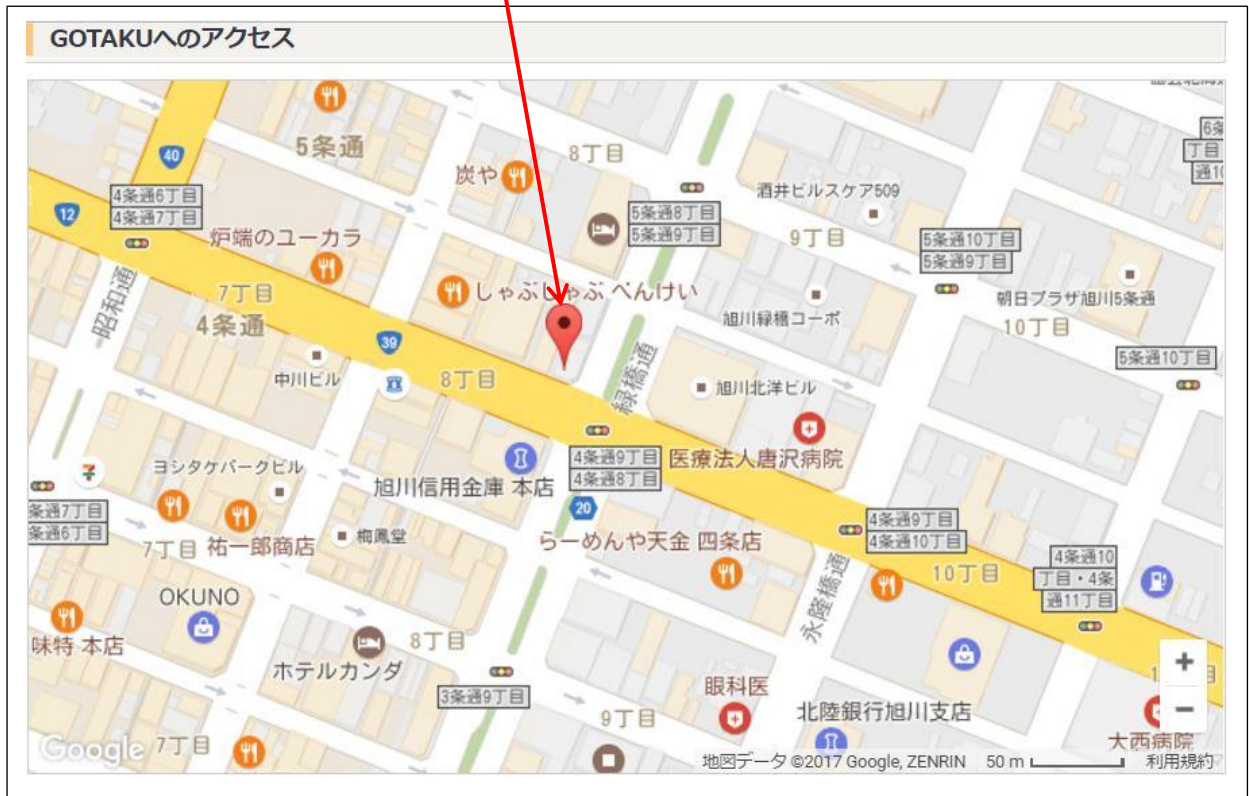 GOTAKUへのアクセス
5条通
8丁目
6条
丁目
通10
40
炭や
酒井ビルスケア509
4条通6丁目
4条通7丁目
12
5条通8丁目
5条通9丁目
炉端のユーカラ
9丁目
5条通10丁目
5条通9丁目
昭和通
7丁目
しゃぶしゃぶ べんけい
朝日プラザ旭川5条通
4条通
旭川緑橋コーポ
10丁目
39
緑橋通
5条通10丁目
中川ビル
8丁目
旭川北洋ビル
4条通9丁目
4条通8丁目
医療法人唐沢病院
ヨシタケパークビル
旭川信用金庫 本店
条通7丁目
条通6丁目
20
4条通9丁目
4条通10丁目
7丁目
祐一郎商店
梅鳳堂
らーめんや天金 四条店
4条通10
丁目・4条
通11丁目
10丁目
永隆橋通
OKUNO
味特 本店
8丁目
ホテルカンダ
3条通9丁目
眼科医
9丁目
北陸銀行旭川支店
大西病院
+
−
Google
7丁目
地図データ ©2017 Google, ZENRIN 50 m 利用規約